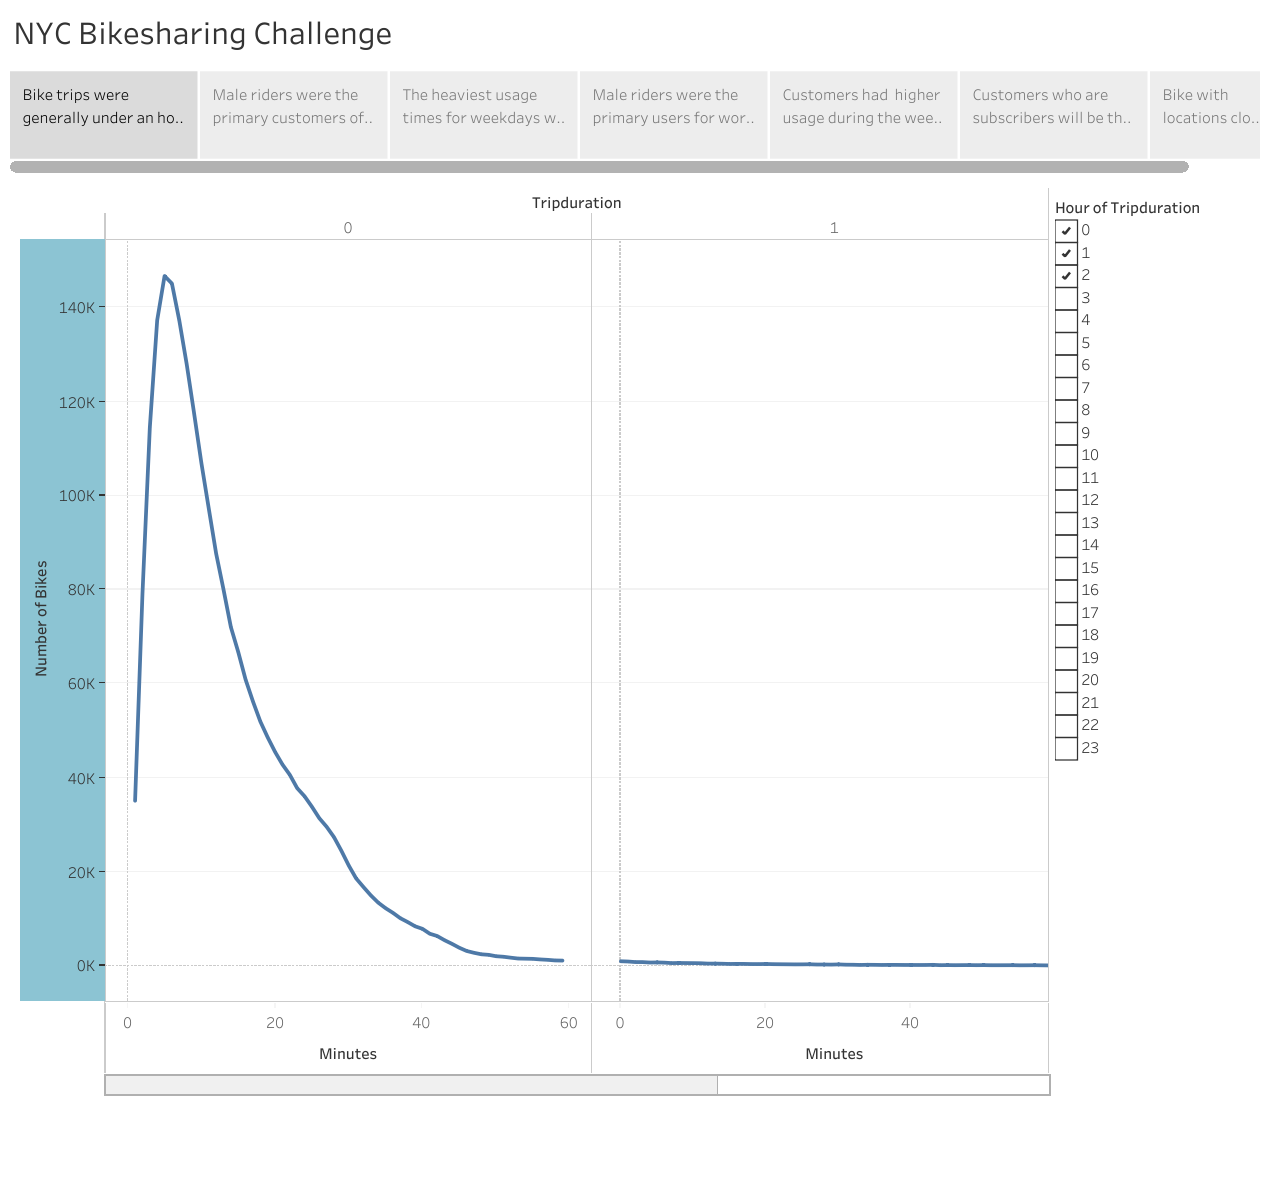 NYC Bikesharing Challenge
Bike trips were
generally under an ho..
Male riders were the
primary customers of..
The heaviest usage
times for weekdays w..
Male riders were the
primary users for wor..
Customers had  higher
usage during the wee..
Customers who are
subscribers will be th..
Bike with
locations clo..
Tripduration
0
1
Number of Bikes
140K
120K
100K
80K
60K
40K
20K
0K
0
20
40
60
0
20
40
Minutes
Minutes
Hour of Tripduration
0
1
2
3
4
5
6
7
8
9
10
11
12
13
14
15
16
17
18
19
20
21
22
23